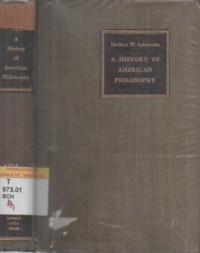 A
History
of
American
Philosophy
T
973.01
SCH
h
Herbert W. Schneider
A HISTORY OF
AMERICAN
PHILOSOPHY